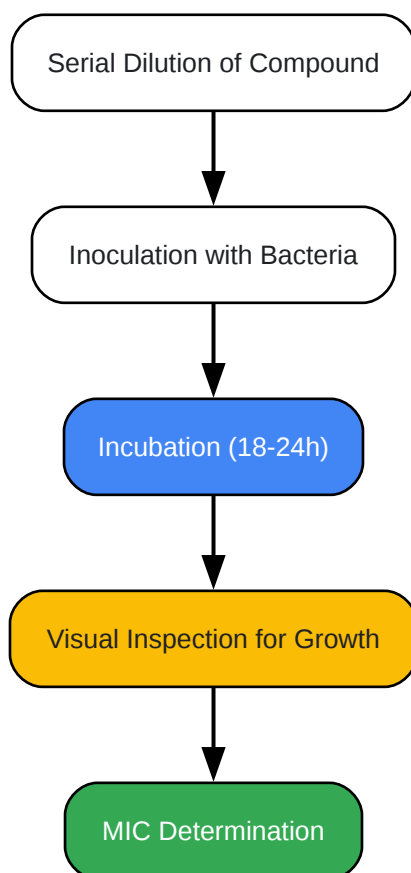 Serial Dilution of Compound
Inoculation with Bacteria
Incubation (18-24h)
Visual Inspection for Growth
MIC Determination